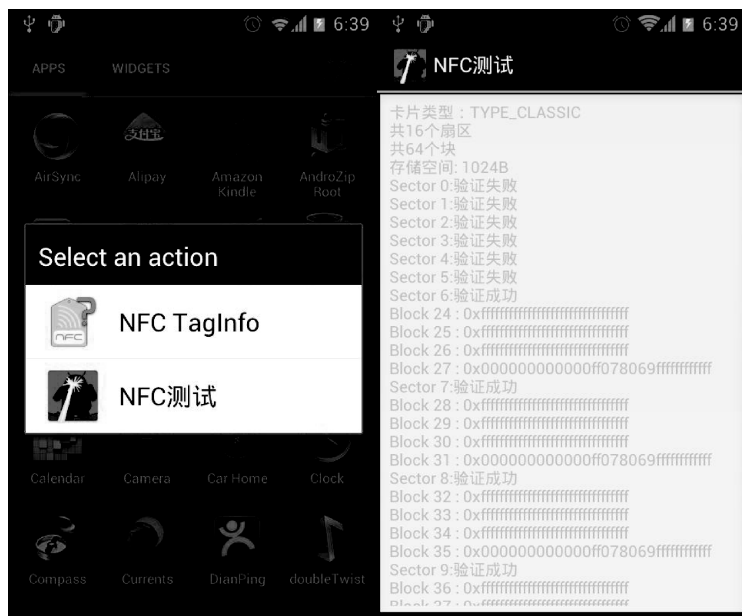 6:39
APPS WIDGETS
AirSync Alipay Amazon Kindle AndroZip Root
支付宝
Select an action
NFC TagInfo
NFC测试
Calendar Camera Car Home Clock
Compass Currents DianPing doubleTwist
6:39
NFC测试
卡片类型：TYPE_CLASSIC
共16个扇区
共64个块
存储空间: 1024B
Sector 0:验证失败
Sector 1:验证失败
Sector 2:验证失败
Sector 3:验证失败
Sector 4:验证失败
Sector 5:验证失败
Sector 6:验证成功
Block 24 : 0xffffffffffffffffffffffffffffffff
Block 25 : 0xffffffffffffffffffffffffffffffff
Block 26 : 0xffffffffffffffffffffffffffffffff
Block 27 : 0x000000000000ff078069ffffffffffff
Sector 7:验证成功
Block 28 : 0xffffffffffffffffffffffffffffffff
Block 29 : 0xffffffffffffffffffffffffffffffff
Block 30 : 0xffffffffffffffffffffffffffffffff
Block 31 : 0x000000000000ff078069ffffffffffff
Sector 8:验证成功
Block 32 : 0xffffffffffffffffffffffffffffffff
Block 33 : 0xffffffffffffffffffffffffffffffff
Block 34 : 0xffffffffffffffffffffffffffffffff
Block 35 : 0x000000000000ff078069ffffffffffff
Sector 9:验证成功
Block 36 : 0xffffffffffffffffffffffffffffffff
Block 37 : 0xffffffffffffffffffffffffffffffff